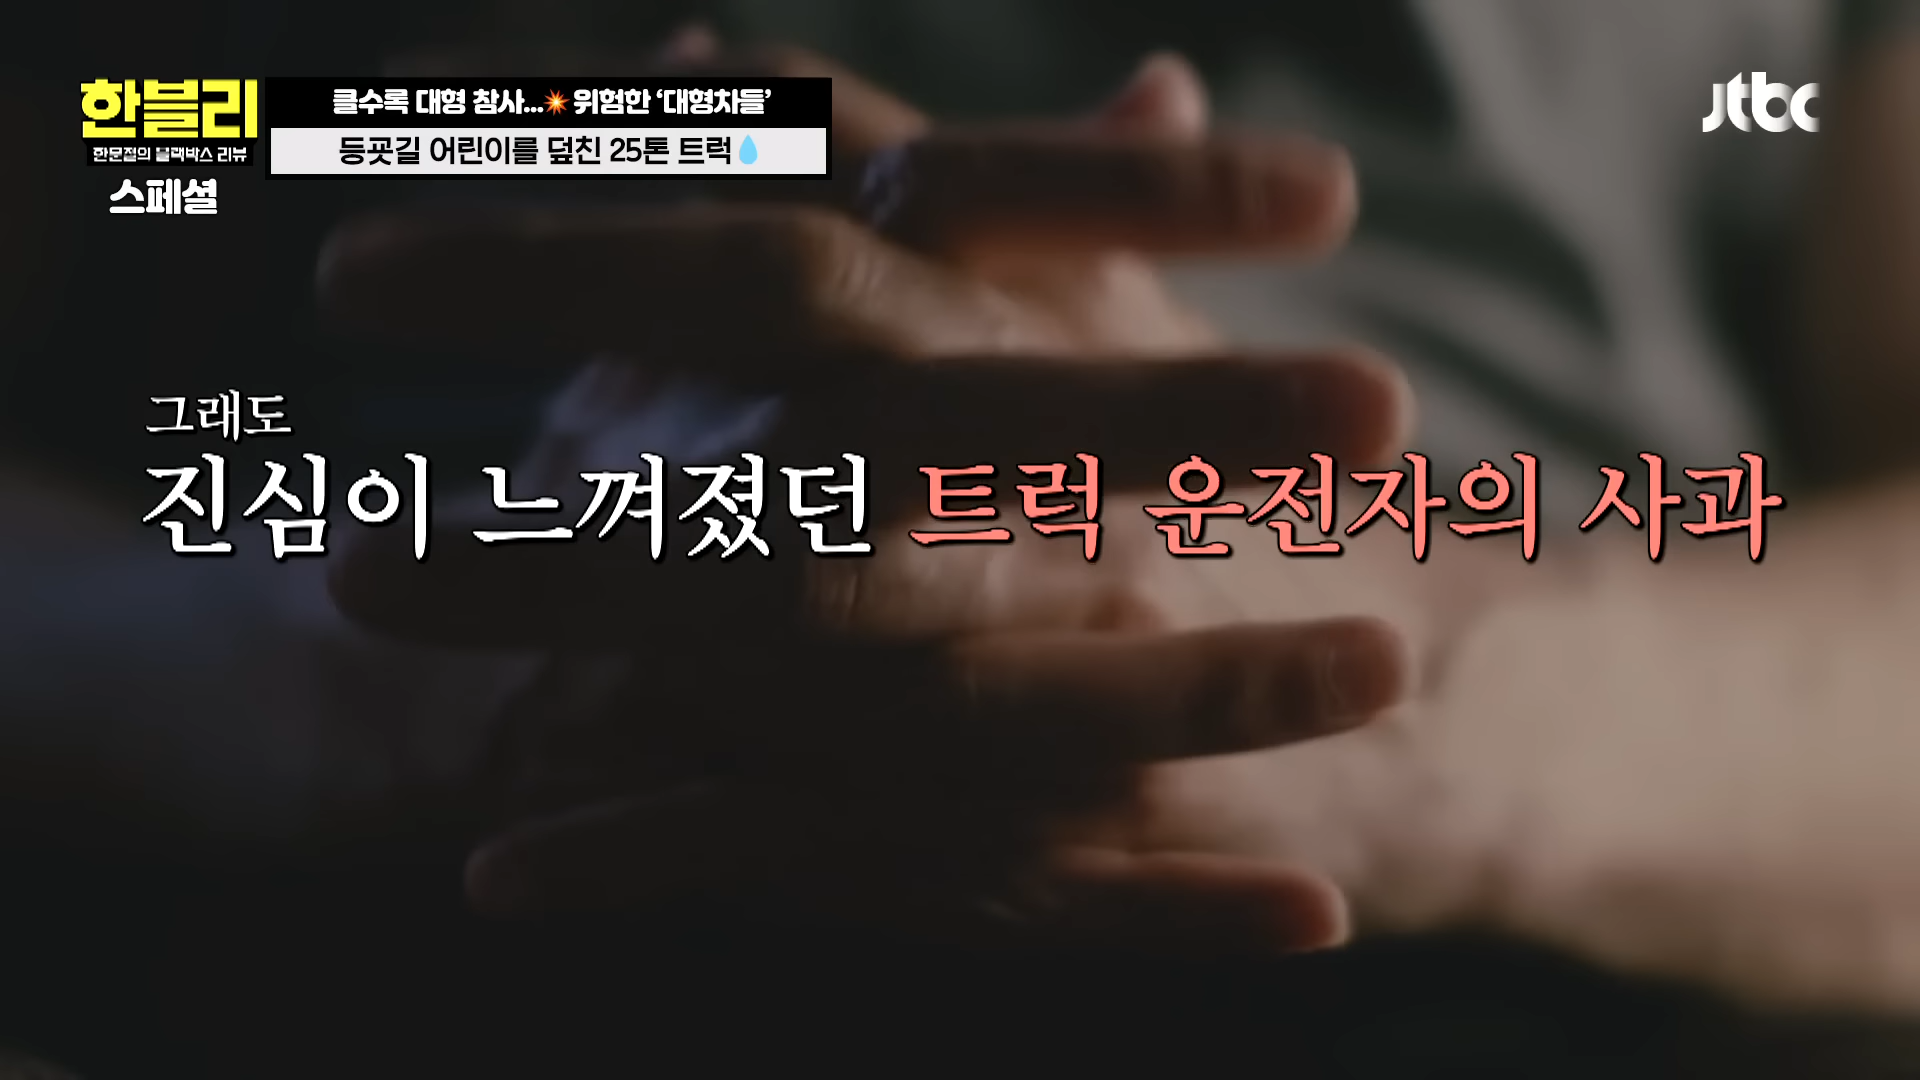 한블리
한문철의 블랙박스 리뷰
스페셜
클수록 대형 참사...💥위험한 ‘대형차들’
등굣길 어린이를 덮친 25톤 트럭💧
jtbc
그래도
진심이 느껴졌던 트럭 운전자의 사과